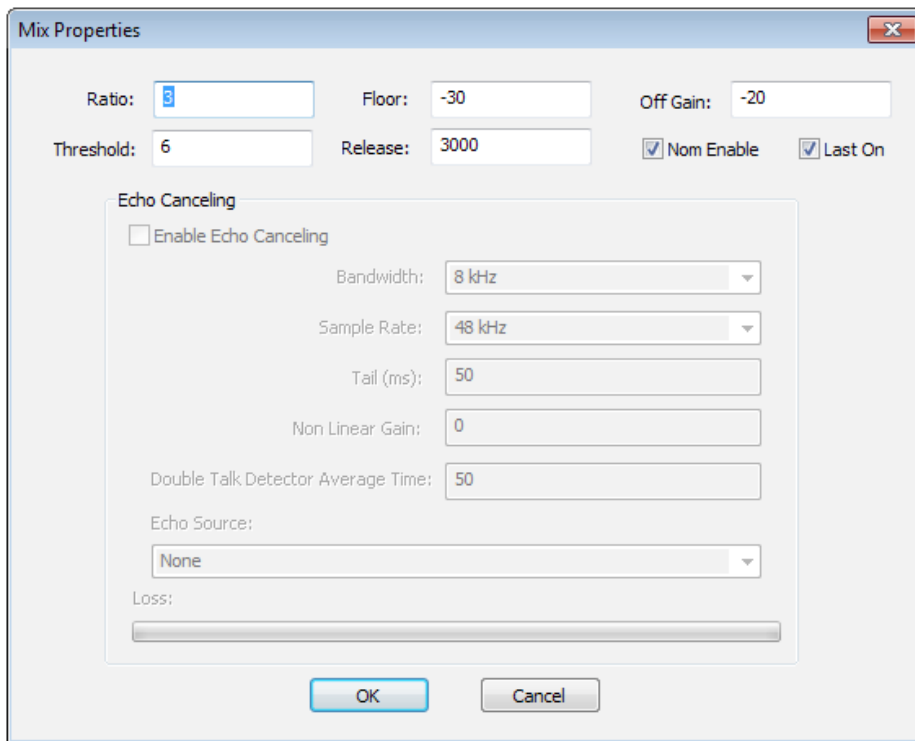 Mix Properties
Ratio: 3 Floor: -30 Off Gain: -20
Threshold: 6 Release: 3000 Nom Enable Last On
Echo Canceling
Enable Echo Canceling
Bandwidth: 8 kHz
Sample Rate: 48 kHz
Tail (ms): 50
Non Linear Gain: 0
Double Talk Detector Average Time: 50
Echo Source:
None
Loss:
OK Cancel